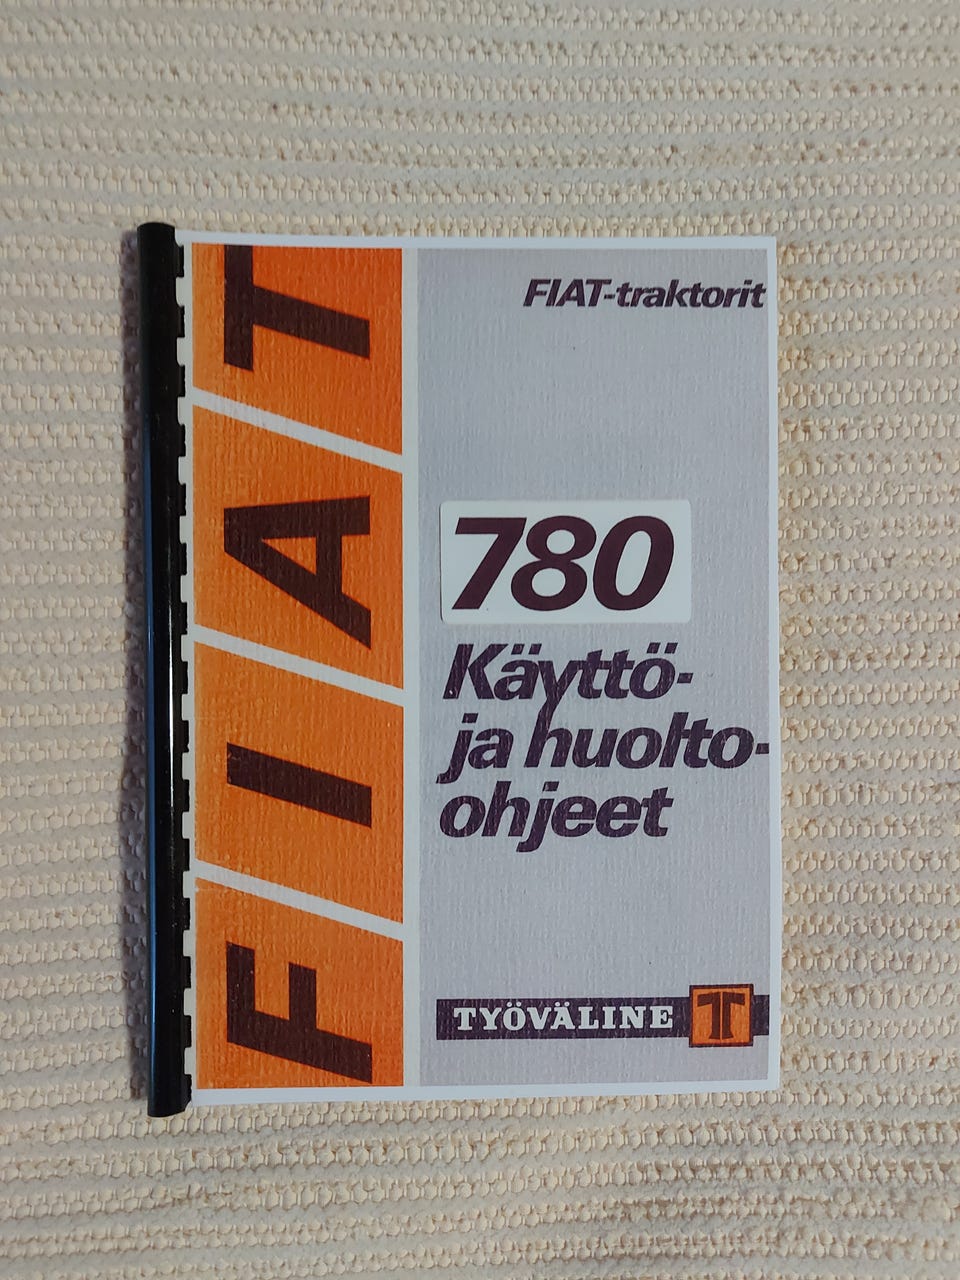 FIAT
FIAT-traktorit
780
Käyttö-
ja huolto-
ohjeet
TYÖVÄLINE T